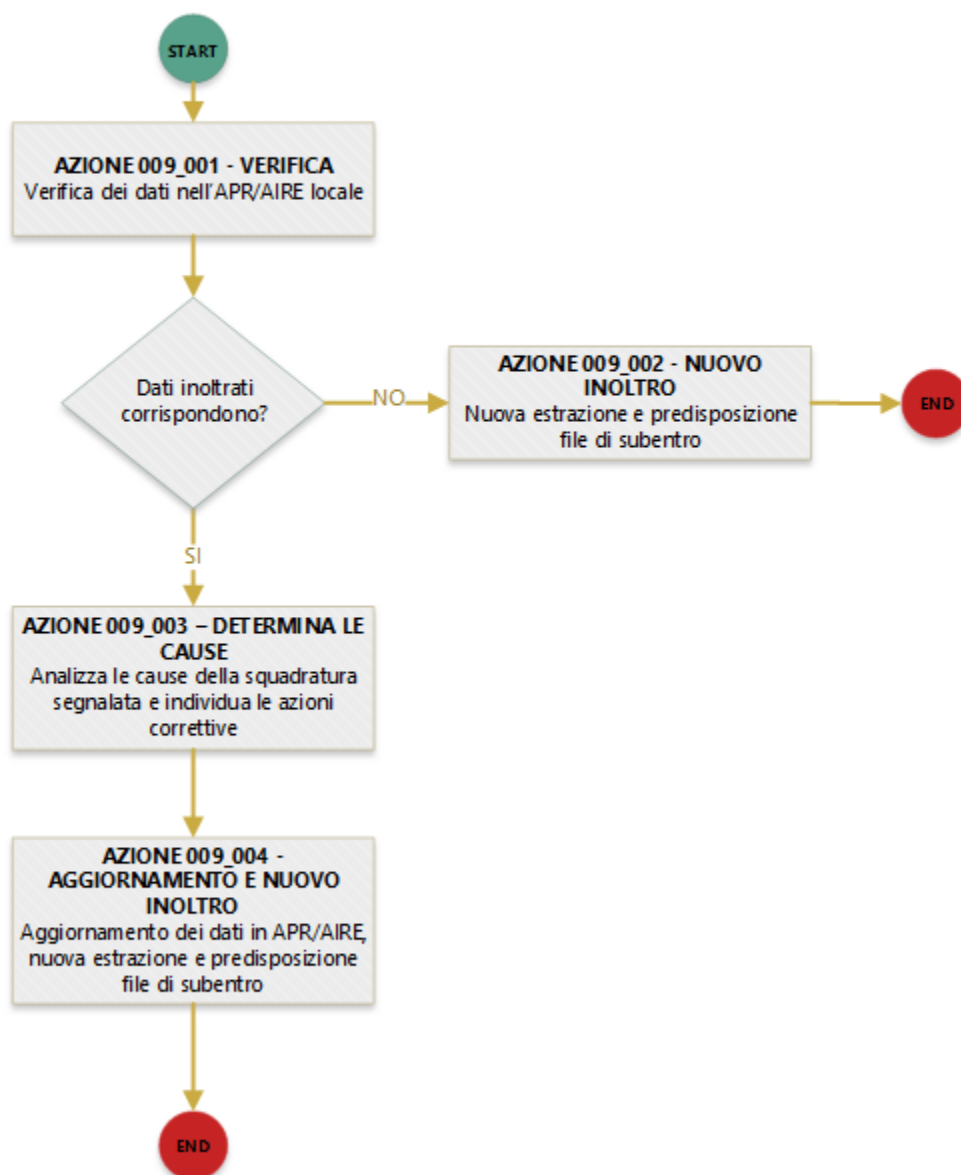 START
AZIONE 009_001 - VERIFICA
Verifica dei dati nell'APR/AIRE locale
Dati inoltrati
corrispondono?
NO
AZIONE 009_002 - NUOVO
INOLTRO
Nuova estrazione e predisposizione
file di subentro
END
SI
AZIONE 009_003 – DETERMINA LE
CAUSE
Analizza le cause della squadratura
segnalata e individua le azioni
correttive
AZIONE 009_004 -
AGGIORNAMENTO E NUOVO
INOLTRO
Aggiornamento dei dati in APR/AIRE,
nuova estrazione e predisposizione
file di subentro
END